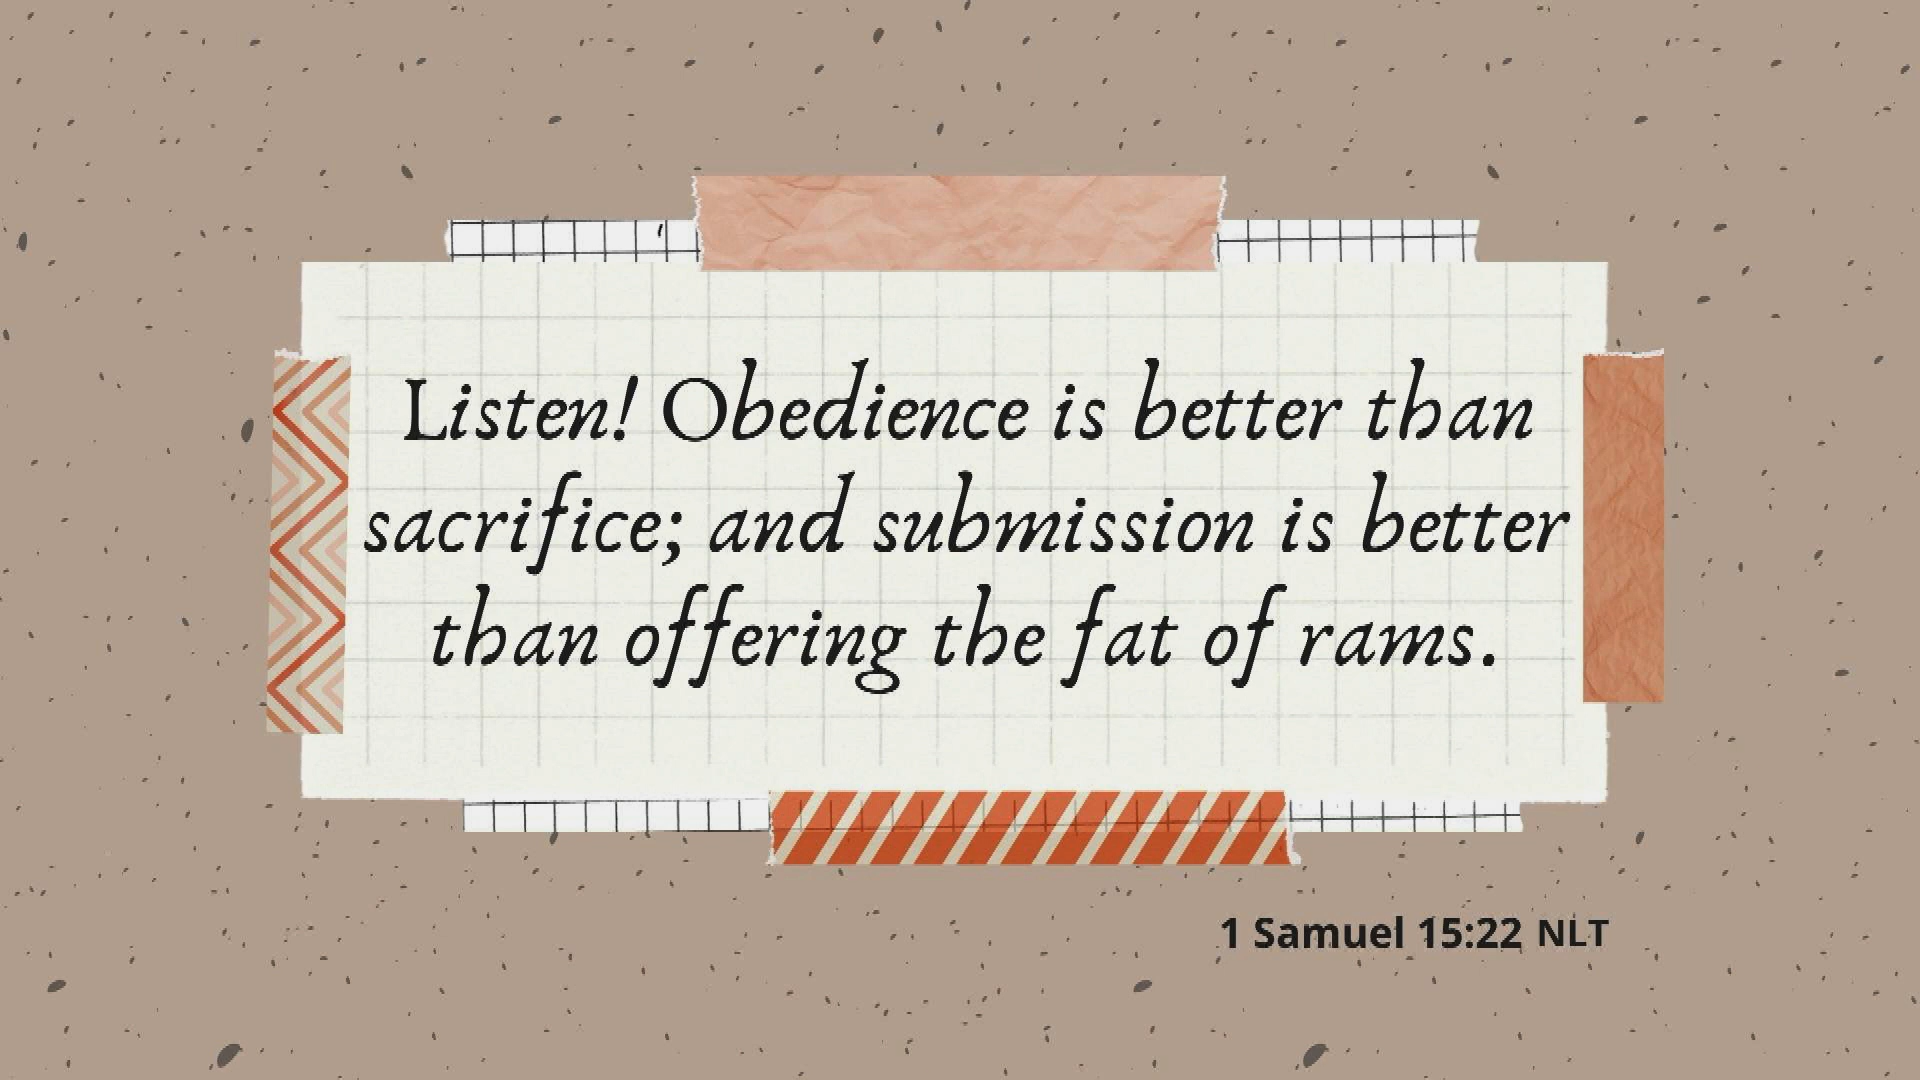 Listen! Obedience is better than
sacrifice; and submission is better
than offering the fat of rams.
1 Samuel 15:22 NLT